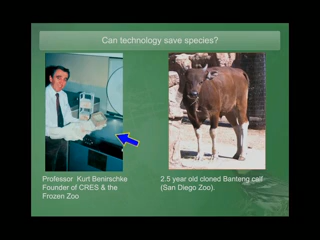 Can technology save species?
Professor Kurt Benirschke
Founder of CRES & the
Frozen Zoo
2.5 year old cloned Banteng calf
(San Diego Zoo).